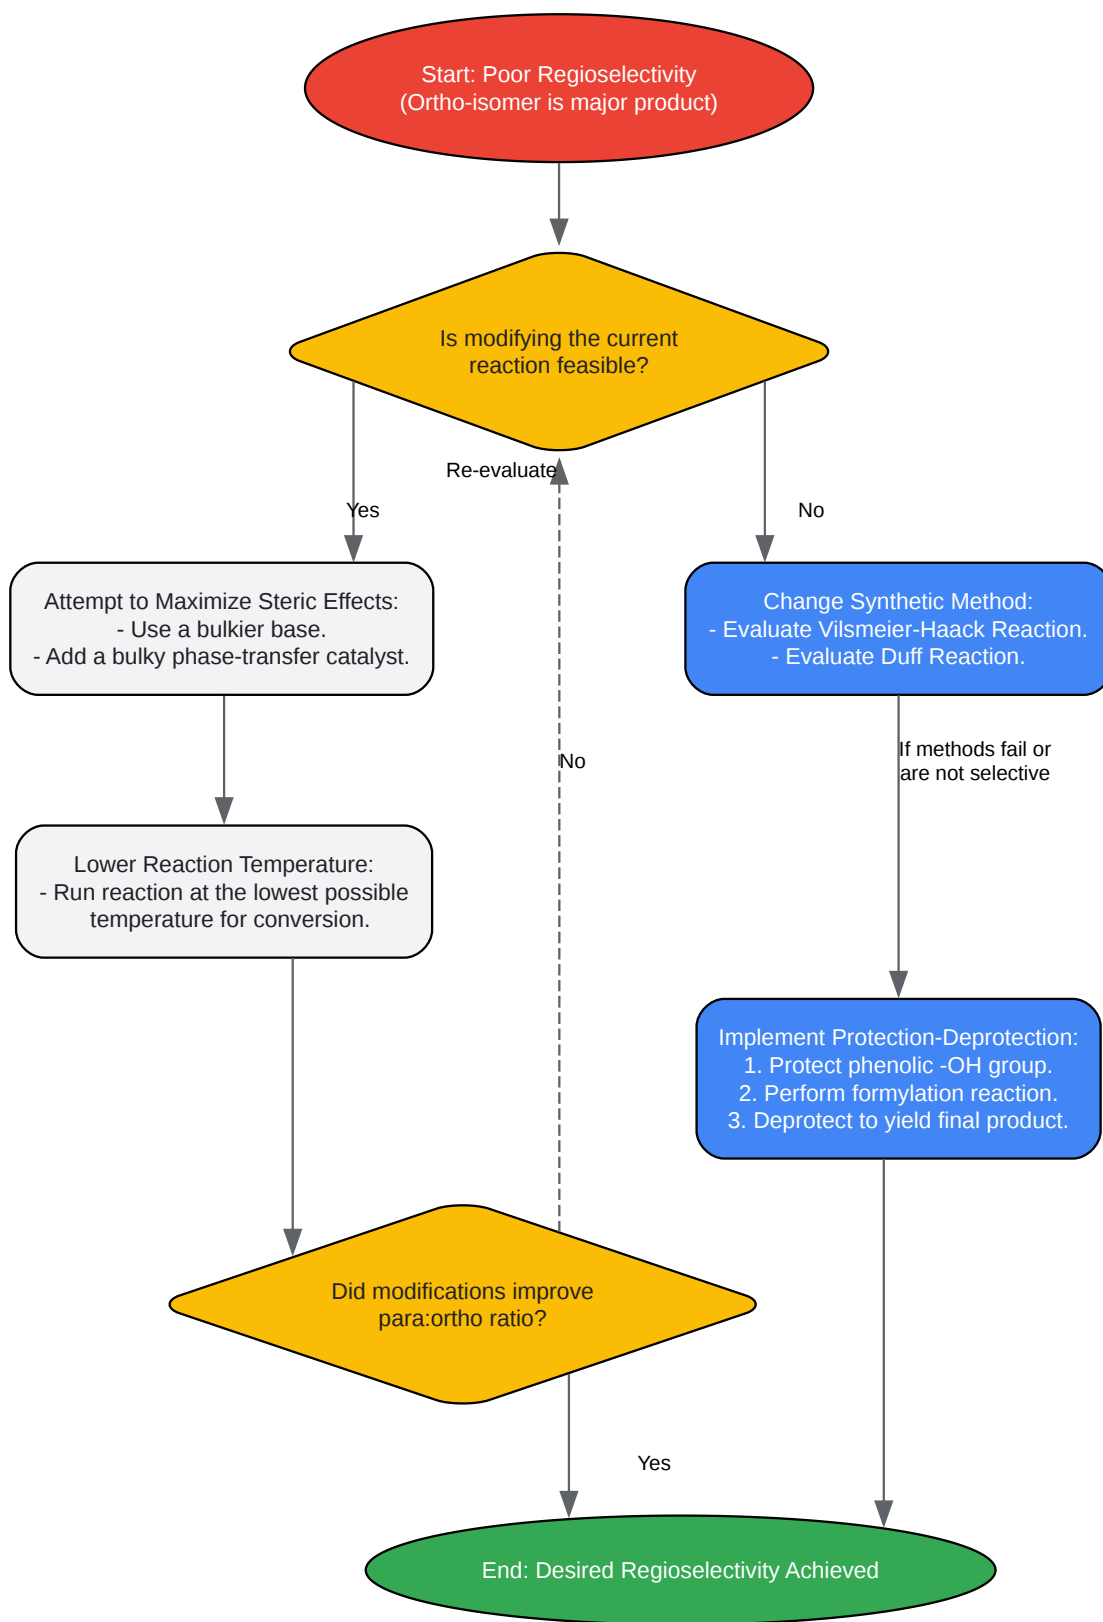 Start: Poor Regioselectivity
(Ortho-isomer is major product)
Is modifying the current
reaction feasible?
Re-evaluate
Yes
No
Attempt to Maximize Steric Effects:
- Use a bulkier base.
- Add a bulky phase-transfer catalyst.
Change Synthetic Method:
- Evaluate Vilsmeier-Haack Reaction.
- Evaluate Duff Reaction.
No
If methods fail or
are not selective
Lower Reaction Temperature:
- Run reaction at the lowest possible
temperature for conversion.
Implement Protection-Deprotection:
1. Protect phenolic -OH group.
2. Perform formylation reaction.
3. Deprotect to yield final product.
Did modifications improve
para:ortho ratio?
Yes
End: Desired Regioselectivity Achieved